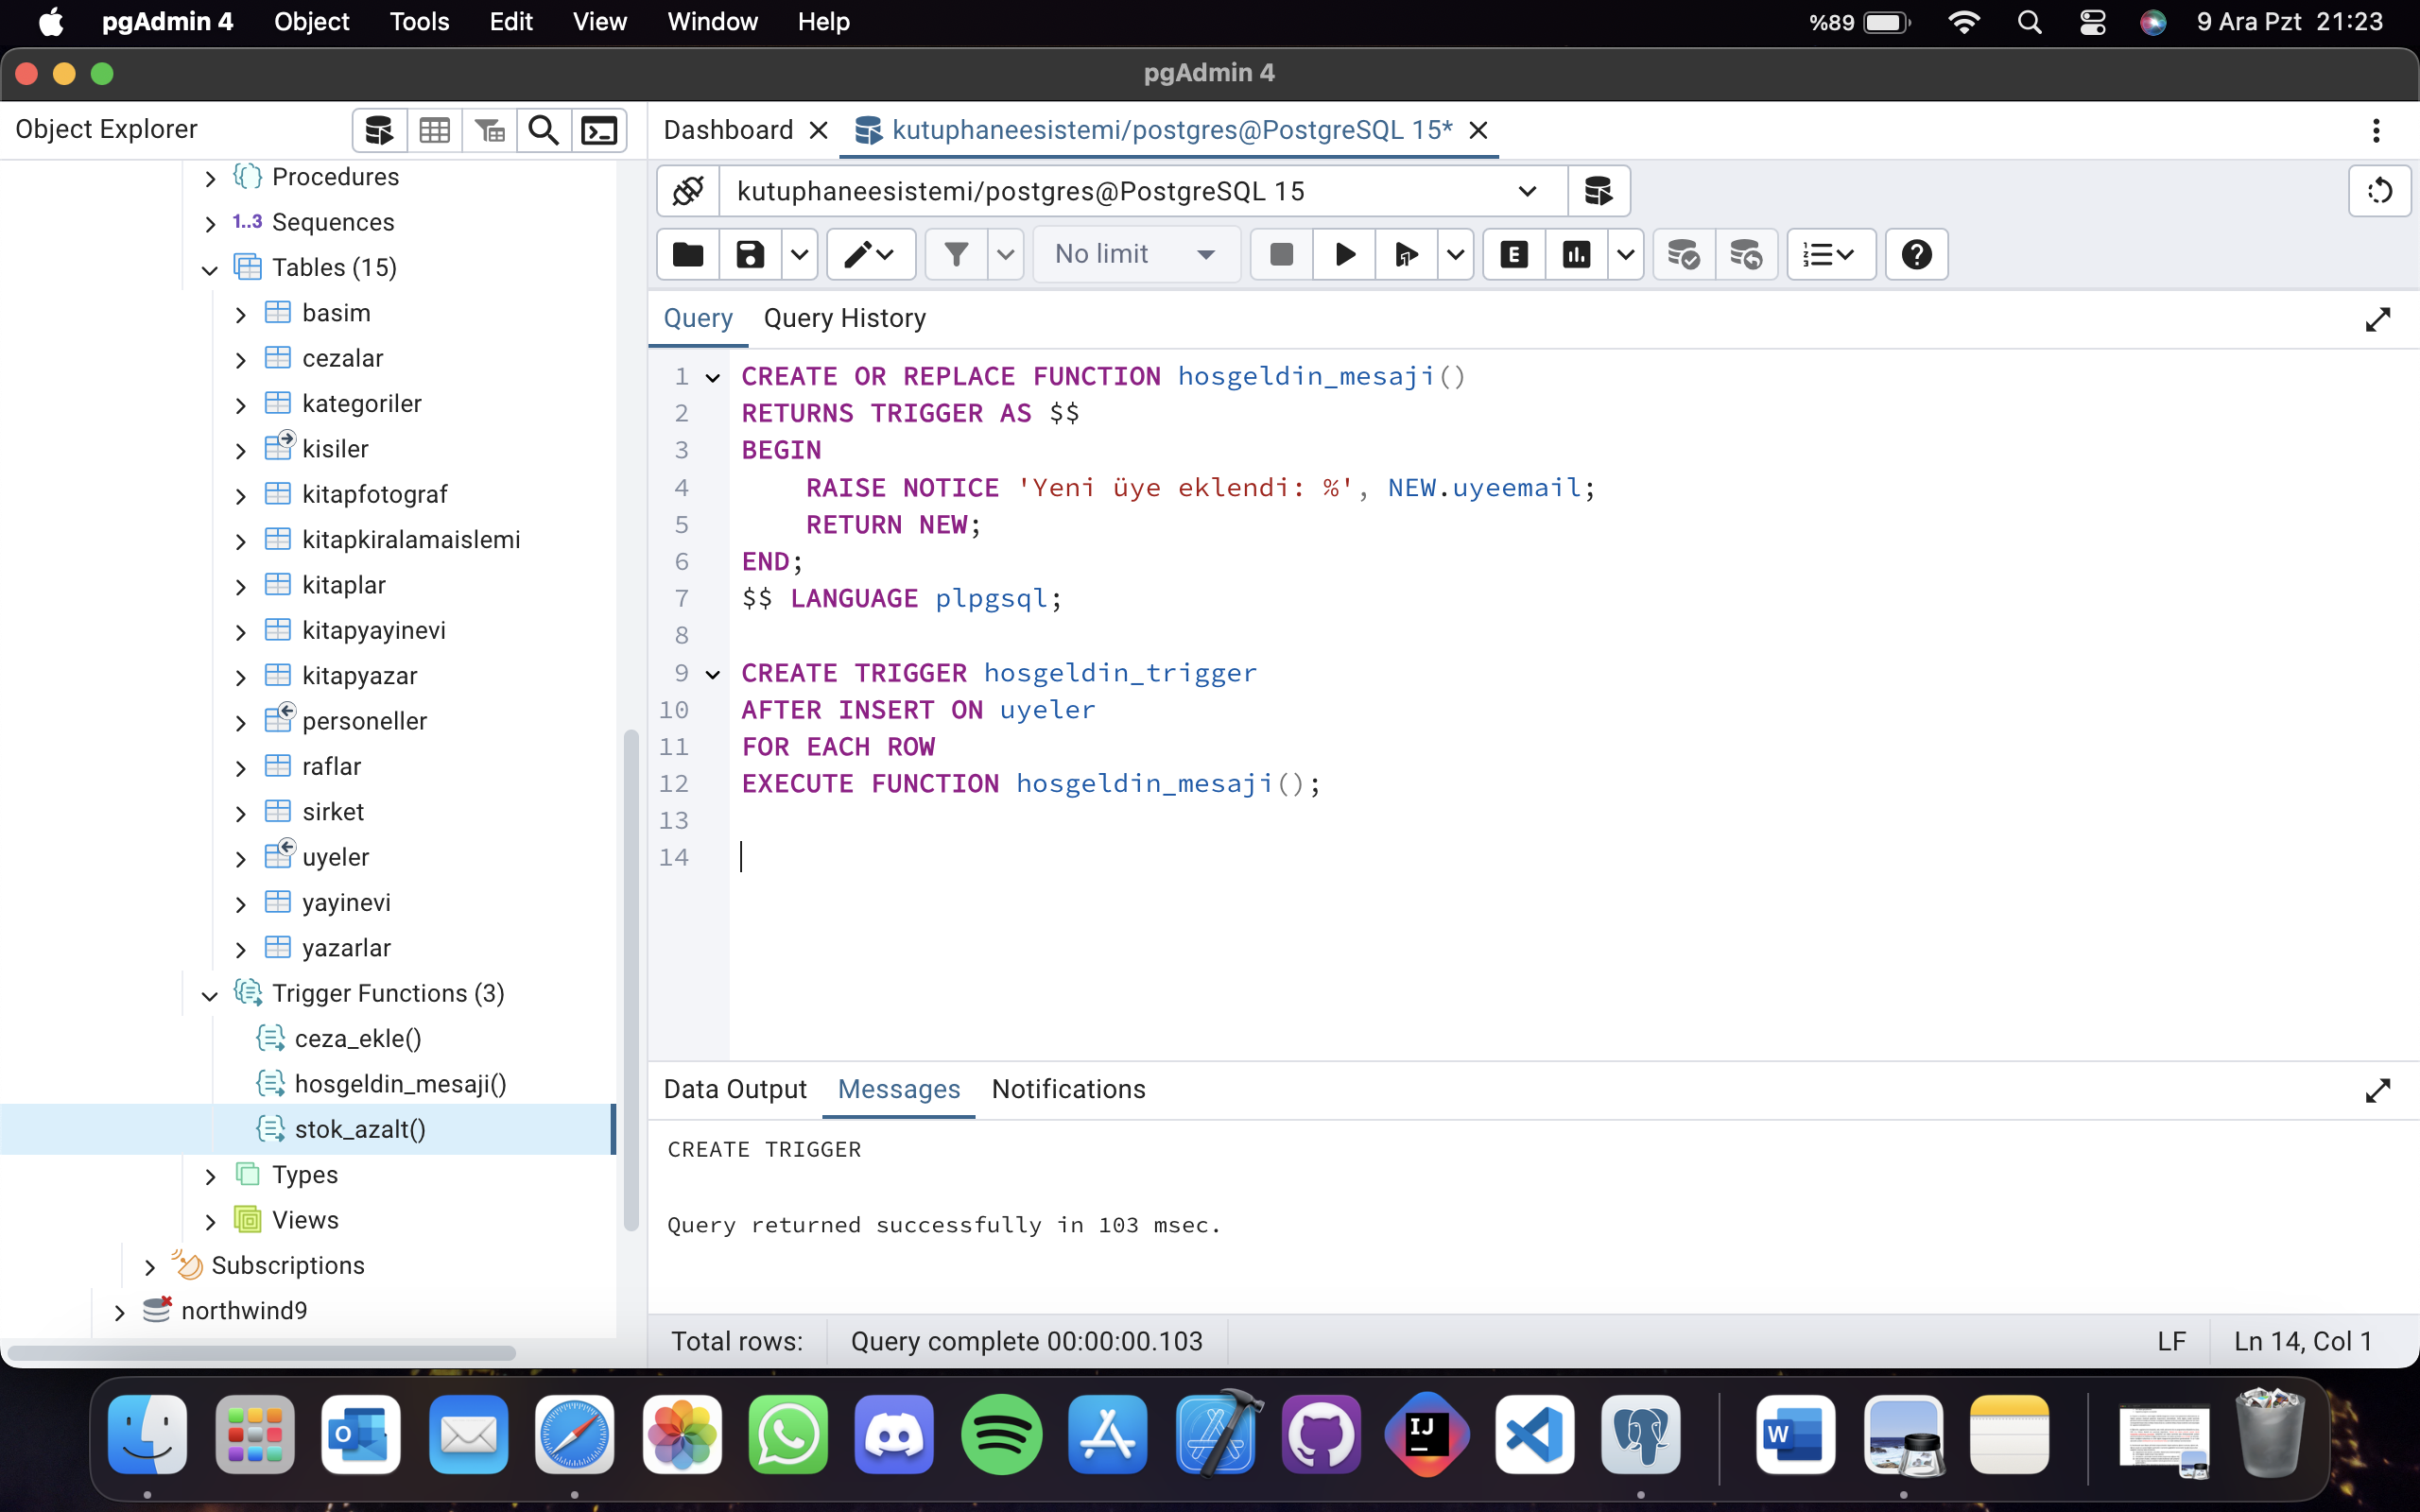 pgAdmin 4 Object Tools Edit View Window Help %89 9 Ara Pzt 21:23
pgAdmin 4
Object Explorer
Procedures
1..3 Sequences
Tables (15)
basim
cezalar
kategoriler
kisiler
kitapfotograf
kitapkiralamaislemi
kitaplar
kitapyayinevi
kitapyazar
personeller
raflar
sirket
uyeler
yayinevi
yazarlar
Trigger Functions (3)
ceza_ekle()
hosgeldin_mesaji()
stok_azalt()
Types
Views
Subscriptions
northwind9
Dashboard kutuphaneesistemi/postgres@PostgreSQL 15*
kutuphaneesistemi/postgres@PostgreSQL 15
No limit E
Query Query History
1 CREATE OR REPLACE FUNCTION hosgeldin_mesaji()
2 RETURNS TRIGGER AS $$
3 BEGIN
4 RAISE NOTICE 'Yeni üye eklendi: %', NEW.uyeemail;
5 RETURN NEW;
6 END;
7 $$ LANGUAGE plpgsql;
8
9 CREATE TRIGGER hosgeldin_trigger
10 AFTER INSERT ON uyeler
11 FOR EACH ROW
12 EXECUTE FUNCTION hosgeldin_mesaji();
13
14
Data Output Messages Notifications
CREATE TRIGGER
Query returned successfully in 103 msec.
Total rows: Query complete 00:00:00.103 LF Ln 14, Col 1
O IJ W